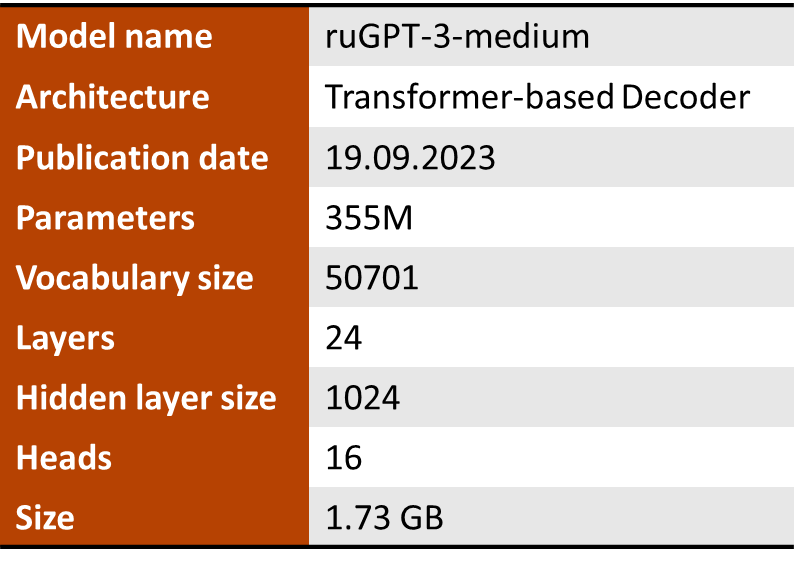 Model name ruGPT-3-medium
Architecture Transformer-based Decoder
Publication date 19.09.2023
Parameters 355M
Vocabulary size 50701
Layers 24
Hidden layer size 1024
Heads 16
Size 1.73 GB